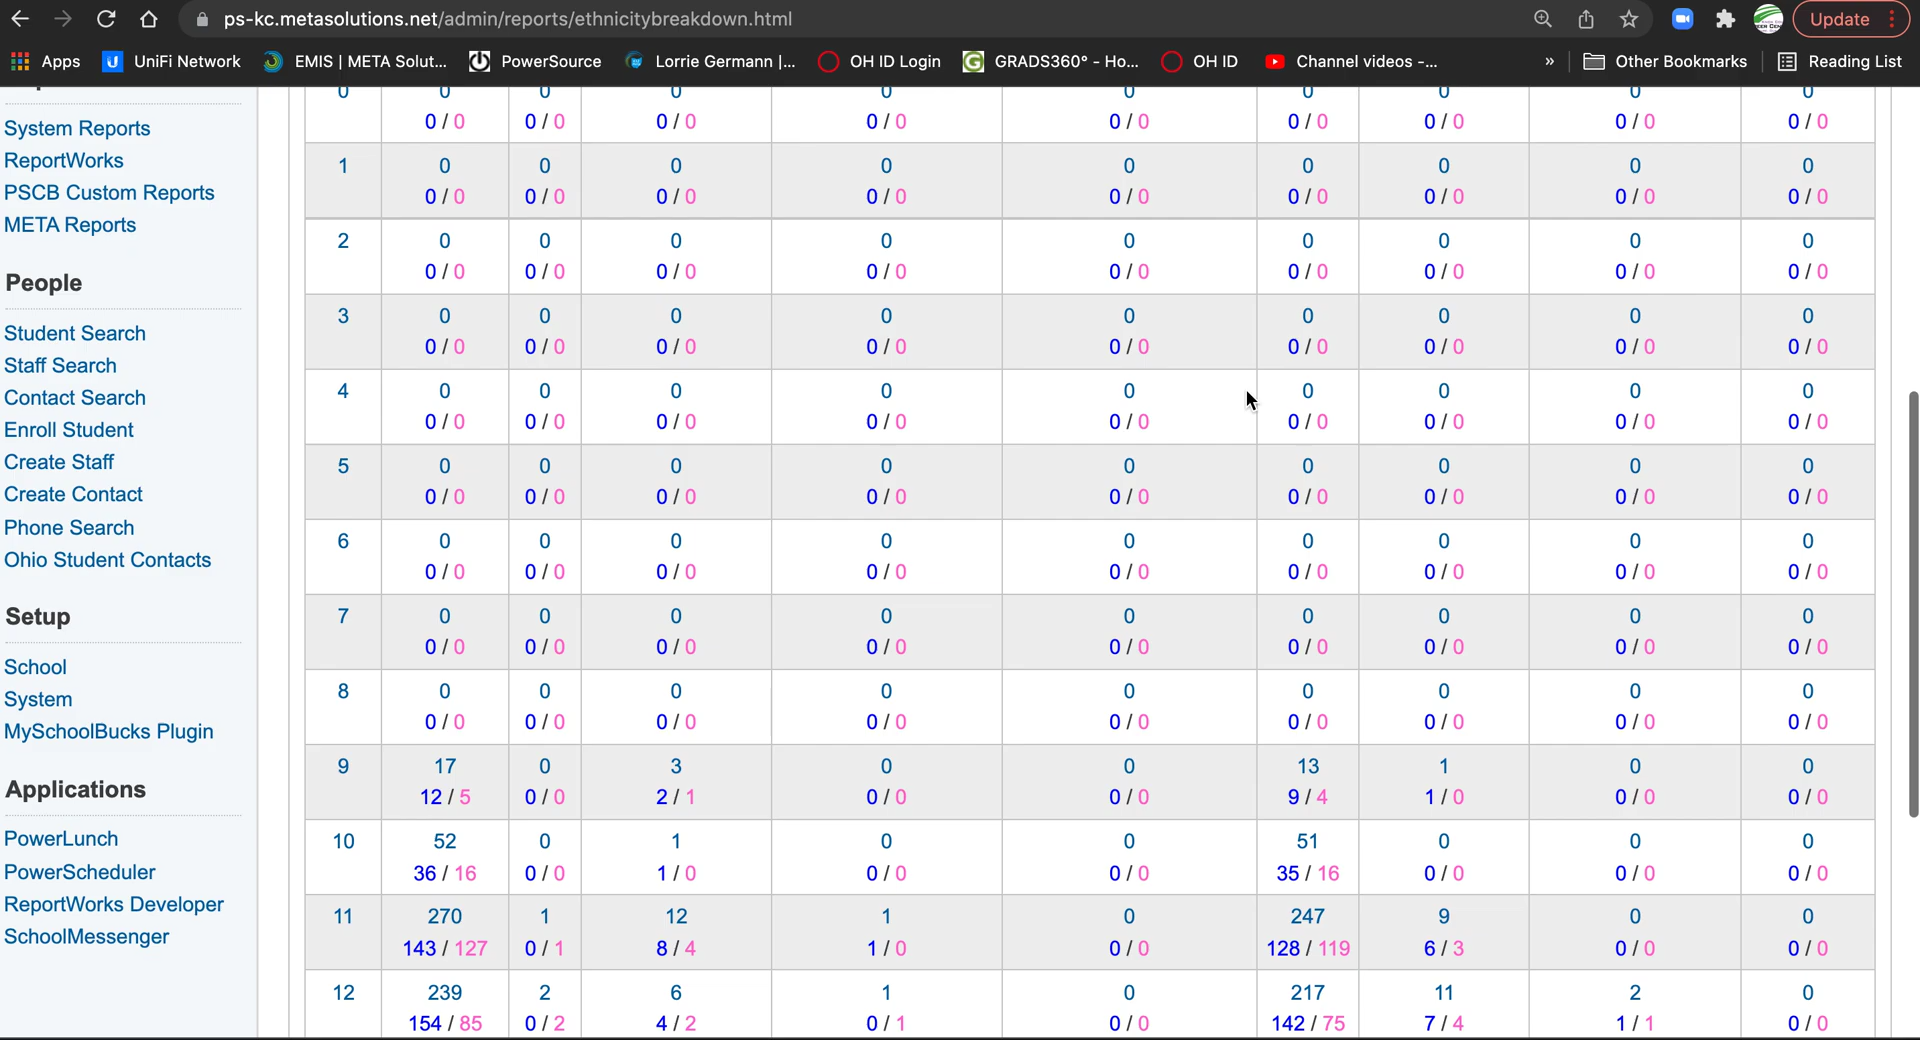 ps-kc.metasolutions.net/admin/reports/ethnicitybreakdown.html
Update
Apps
UniFi Network
EMIS | META Solut...
PowerSource
Lorrie Germann |...
OH ID Login
GRADS360° - Ho...
OH ID
Channel videos -...
»
Other Bookmarks
Reading List
System Reports
ReportWorks
PSCB Custom Reports
META Reports
People
Student Search
Staff Search
Contact Search
Enroll Student
Create Staff
Create Contact
Phone Search
Ohio Student Contacts
Setup
School
System
MySchoolBucks Plugin
Applications
PowerLunch
PowerScheduler
ReportWorks Developer
SchoolMessenger
0 0 0 0 0 0 0 0 0 0
0 / 0 0 / 0 0 / 0 0 / 0 0 / 0 0 / 0 0 / 0 0 / 0 0 / 0
1 0 0 0 0 0 0 0 0 0
0 / 0 0 / 0 0 / 0 0 / 0 0 / 0 0 / 0 0 / 0 0 / 0 0 / 0
2 0 0 0 0 0 0 0 0 0
0 / 0 0 / 0 0 / 0 0 / 0 0 / 0 0 / 0 0 / 0 0 / 0 0 / 0
3 0 0 0 0 0 0 0 0 0
0 / 0 0 / 0 0 / 0 0 / 0 0 / 0 0 / 0 0 / 0 0 / 0 0 / 0
4 0 0 0 0 0 0 0 0 0
0 / 0 0 / 0 0 / 0 0 / 0 0 / 0 0 / 0 0 / 0 0 / 0 0 / 0
5 0 0 0 0 0 0 0 0 0
0 / 0 0 / 0 0 / 0 0 / 0 0 / 0 0 / 0 0 / 0 0 / 0 0 / 0
6 0 0 0 0 0 0 0 0 0
0 / 0 0 / 0 0 / 0 0 / 0 0 / 0 0 / 0 0 / 0 0 / 0 0 / 0
7 0 0 0 0 0 0 0 0 0
0 / 0 0 / 0 0 / 0 0 / 0 0 / 0 0 / 0 0 / 0 0 / 0 0 / 0
8 0 0 0 0 0 0 0 0 0
0 / 0 0 / 0 0 / 0 0 / 0 0 / 0 0 / 0 0 / 0 0 / 0 0 / 0
9 17 0 3 0 0 13 1 0 0
12 / 5 0 / 0 2 / 1 0 / 0 0 / 0 9 / 4 1 / 0 0 / 0 0 / 0
10 52 0 1 0 0 51 0 0 0
36 / 16 0 / 0 1 / 0 0 / 0 0 / 0 35 / 16 0 / 0 0 / 0 0 / 0
11 270 1 12 1 0 247 9 0 0
143 / 127 0 / 1 8 / 4 1 / 0 0 / 0 128 / 119 6 / 3 0 / 0 0 / 0
12 239 2 6 1 0 217 11 2 0
154 / 85 0 / 2 4 / 2 0 / 1 0 / 0 142 / 75 7 / 4 1 / 1 0 / 0